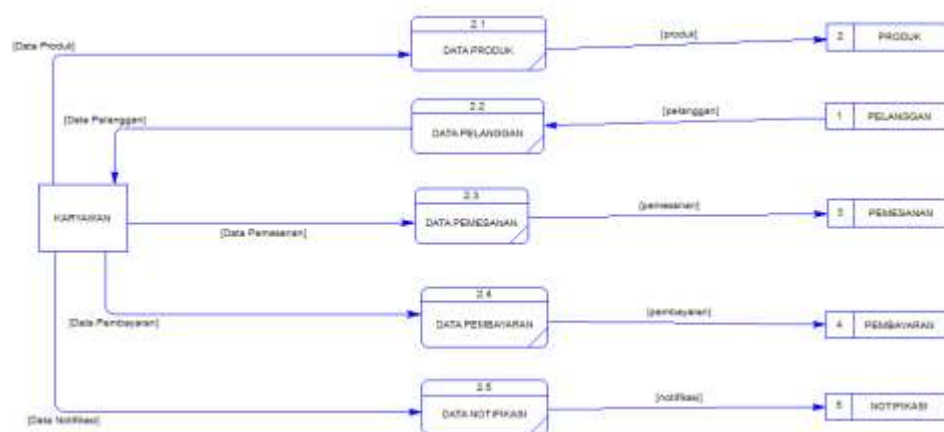 2.1
[Data Produk]
DATA PRODUK
[produk]
2 PRODUK
2.2
[Data Pelanggan]
DATA PELANGGAN
[pelanggan]
1 PELANGGAN
KARYAWAN
2.3
DATA PEMESANAN
[pemesanan]
3 PEMESANAN
[Data Pemesanan]
2.4
[Data Pembayaran]
DATA PEMBAYARAN
[pembayaran]
4 PEMBAYARAN
2.5
DATA NOTIFIKASI
[notifikasi]
5 NOTIFIKASI
[Data Notifikasi]